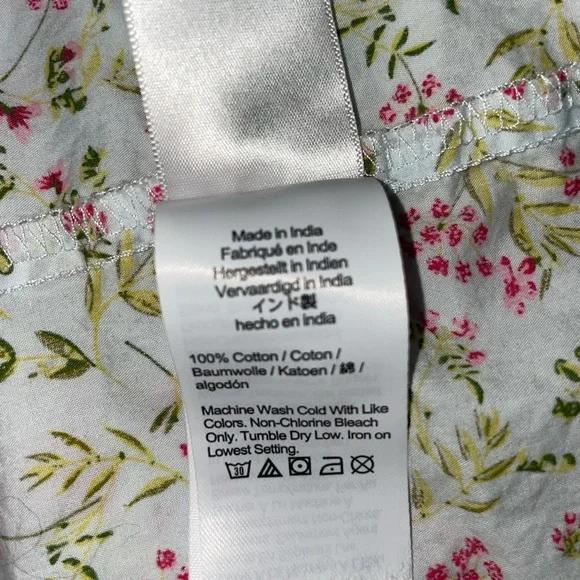 Made in India
Fabriqué en Inde
Hergestellt in Indien
Vervaardigd in India
インド製
hecho en india
100% Cotton / Coton /
Baumwolle / Katoen / 綿 /
algodón
Machine Wash Cold With Like
Colors. Non-Chlorine Bleach
Only. Tumble Dry Low. Iron on
Lowest Setting.
30